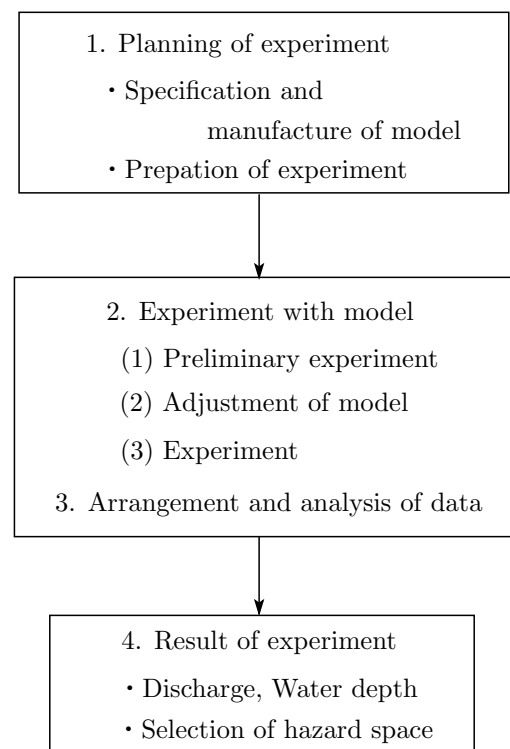 1. Planning of experiment
・Specification and
manufacture of model
・Prepation of experiment
2. Experiment with model
(1) Preliminary experiment
(2) Adjustment of model
(3) Experiment
3. Arrangement and analysis of data
4. Result of experiment
・Discharge, Water depth
・Selection of hazard space